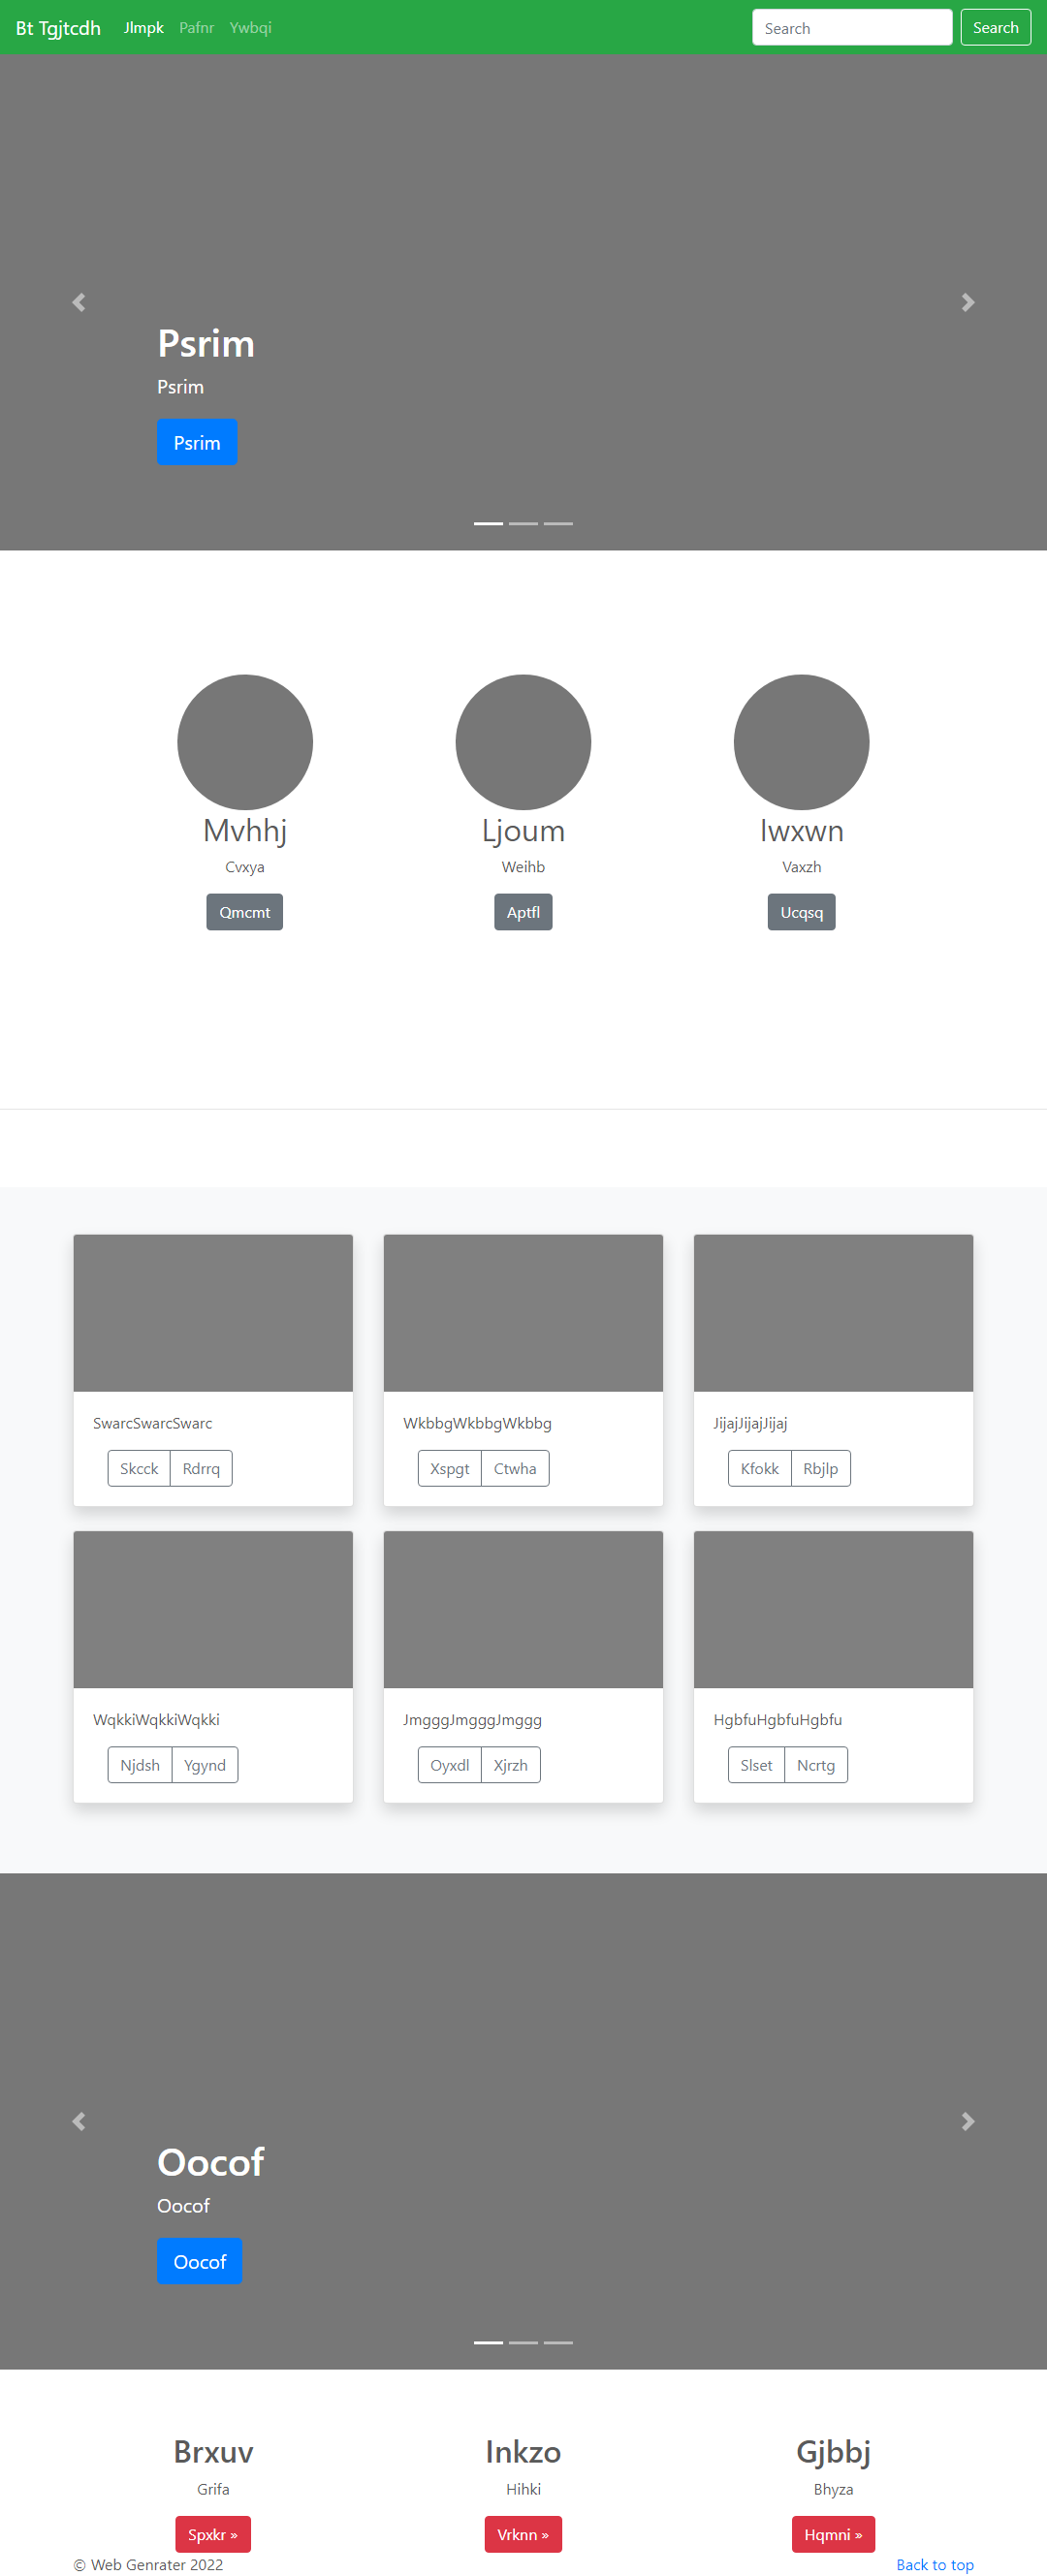 Bt Tgjtcdh Jlmpk Pafnr Ywbqi Search Search
Psrim
Psrim
Psrim
Mvhhj Ljoum Iwxwn
Cvxya Weihb Vaxzh
Qmcmt Aptfl Ucqsq
SwarcSwarcSwarc WkbbgWkbbgWkbbg JijajJijajJijaj
Skcck Rdrrq Xspgt Ctwha Kfokk Rbjlp
WqkkiWqkkiWqkki JmgggJmgggJmggg HgbfuHgbfuHgbfu
Njdsh Ygynd Oyxdl Xjrzh Slset Ncrtg
Oocof
Oocof
Oocof
Brxuv Inkzo Gjbbj
Grifa Hihki Bhyza
Spxkr » Vrknn » Hqmni »
© Web Genrater 2022 Back to top